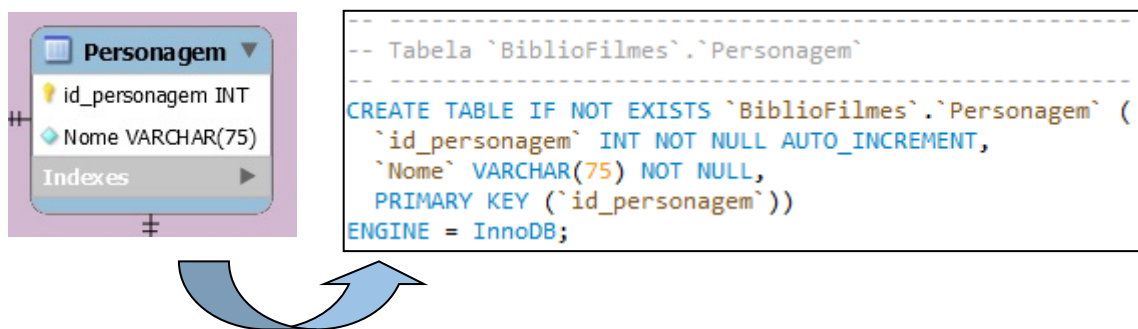 Personagem
id_personagem INT
Nome VARCHAR(75)
Indexes
-- ---------------------------------------------------
-- Tabela `BiblioFilmes`.`Personagem`
-- ---------------------------------------------------
CREATE TABLE IF NOT EXISTS `BiblioFilmes`.`Personagem` (
`id_personagem` INT NOT NULL AUTO_INCREMENT,
`Nome` VARCHAR(75) NOT NULL,
PRIMARY KEY (`id_personagem`))
ENGINE = InnoDB;